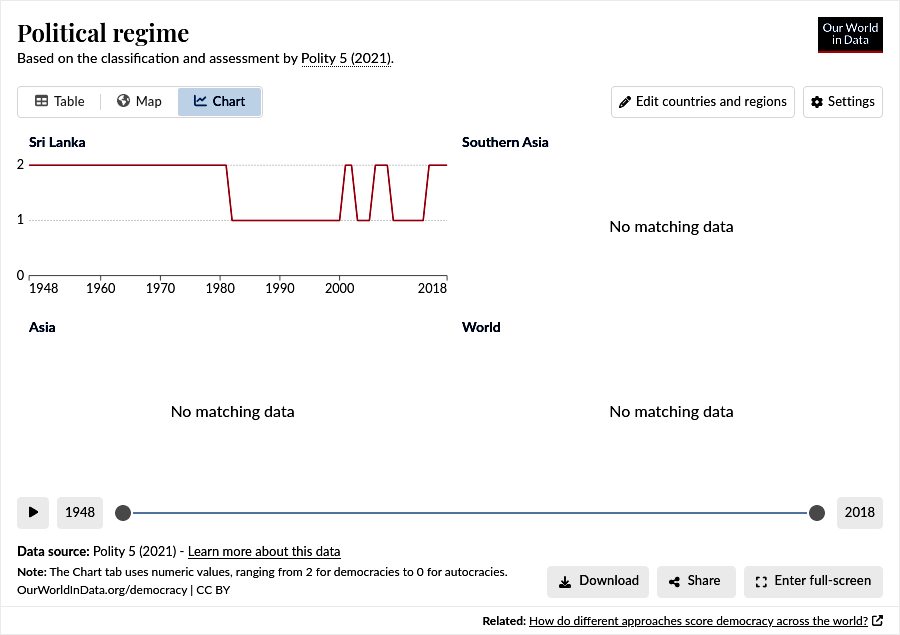 Political regime
Based on the classification and assessment by Polity 5 (2021).
Our World
in Data
Table
Map
Chart
Edit countries and regions
Settings
Sri Lanka
2
1
0
1948
1960
1970
1980
1990
2000
2018
Southern Asia
No matching data
Asia
No matching data
World
No matching data
1948
2018
Data source: Polity 5 (2021) - Learn more about this data
Note: The Chart tab uses numeric values, ranging from 2 for democracies to 0 for autocracies.
OurWorldInData.org/democracy | CC BY
Download
Share
Enter full-screen
Related: How do different approaches score democracy across the world?